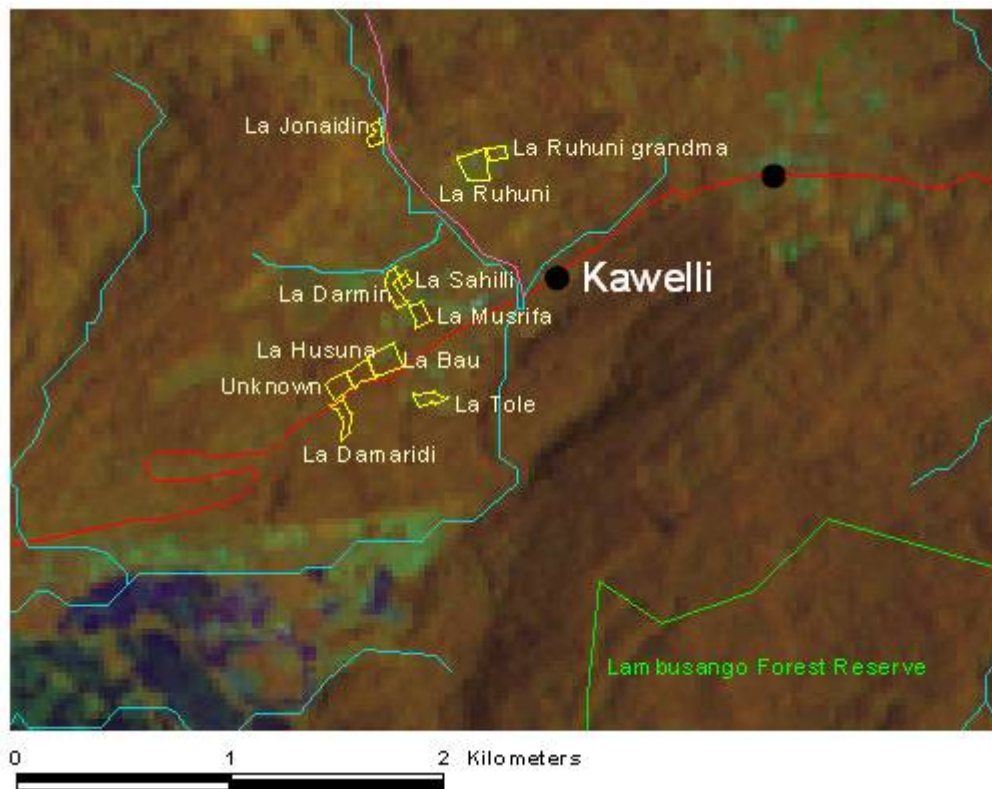 La Jonaiding
La Ruhuni grandma
La Ruhuni
La Sahilli
Kawelli
La Darmin
La Musrifa
La Husuna
La Bau
Unknown
La Tole
La Damaridi
Lambusango Forest Reserve
0 1 2 Kilometers